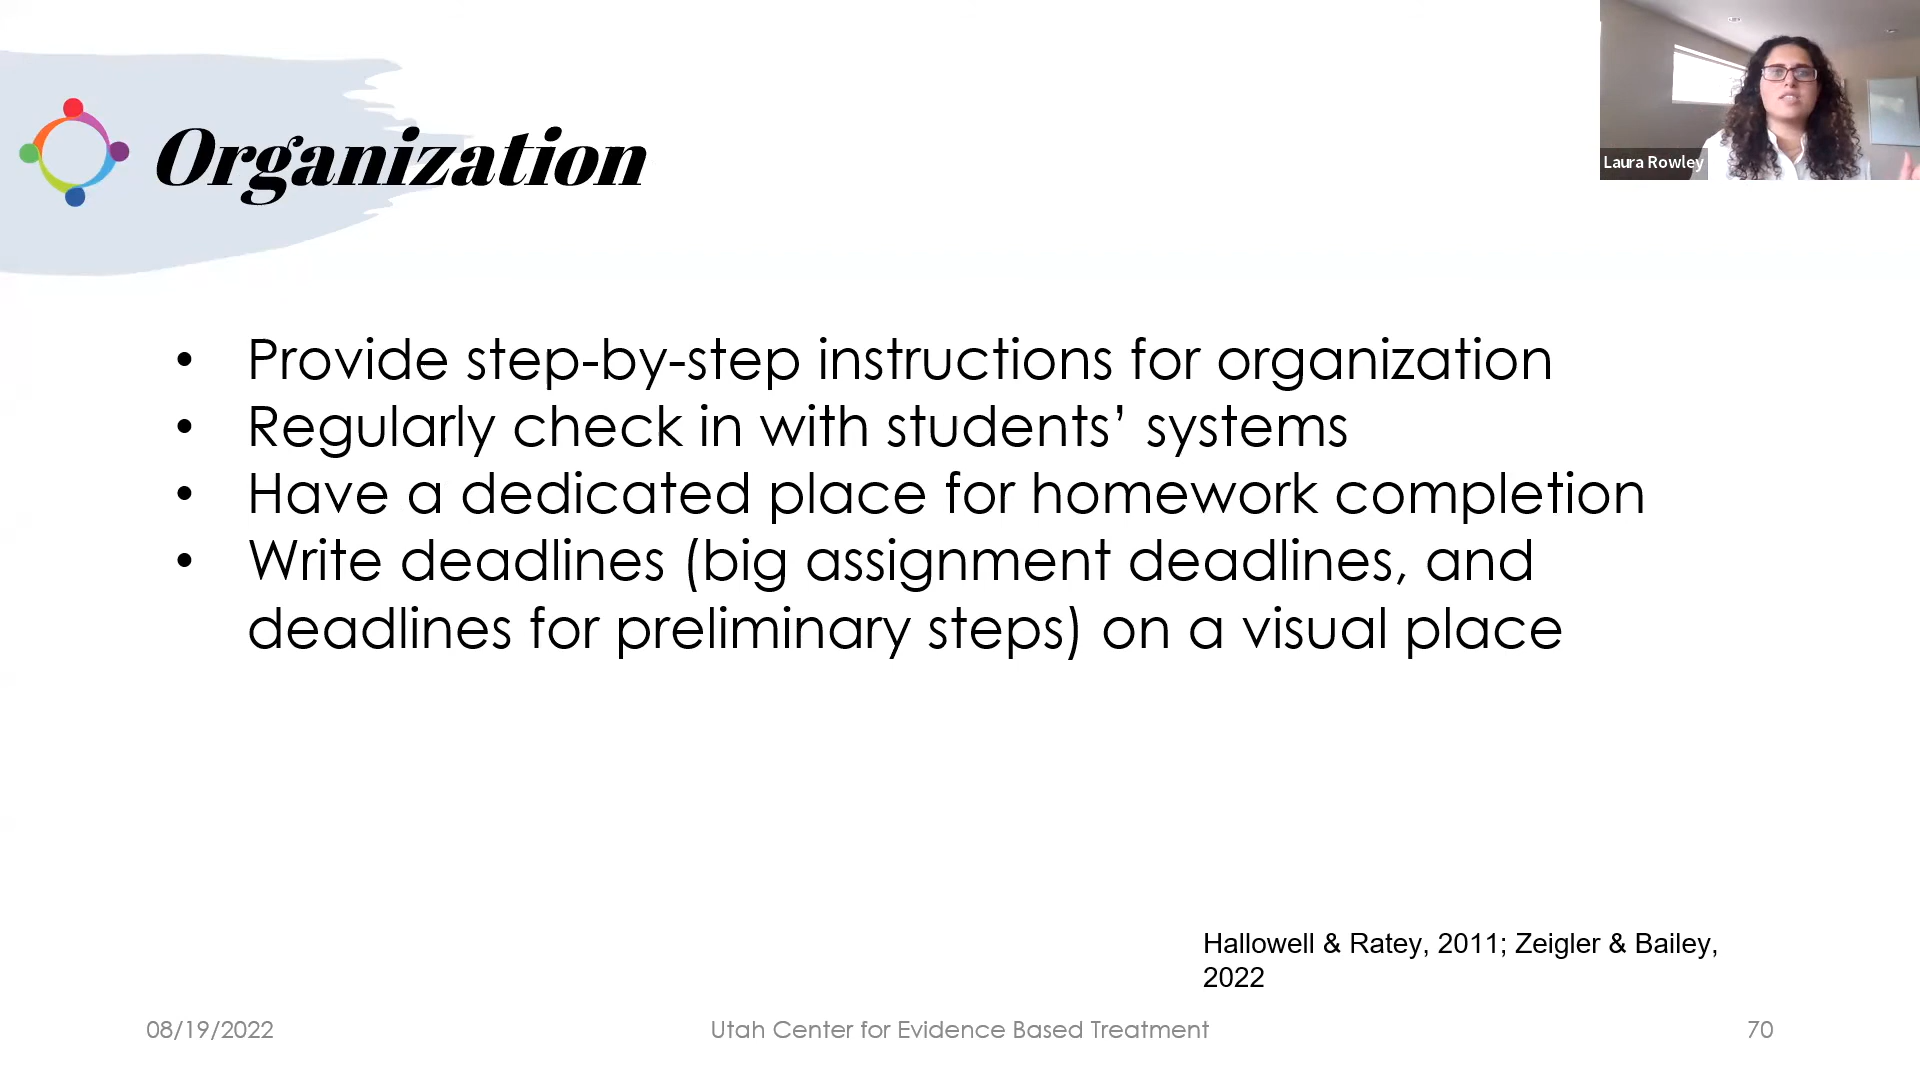 Organization
Laura Rowley
• Provide step-by-step instructions for organization
• Regularly check in with students’ systems
• Have a dedicated place for homework completion
• Write deadlines (big assignment deadlines, and
deadlines for preliminary steps) on a visual place
Hallowell & Ratey, 2011; Zeigler & Bailey,
2022
08/19/2022
Utah Center for Evidence Based Treatment
70